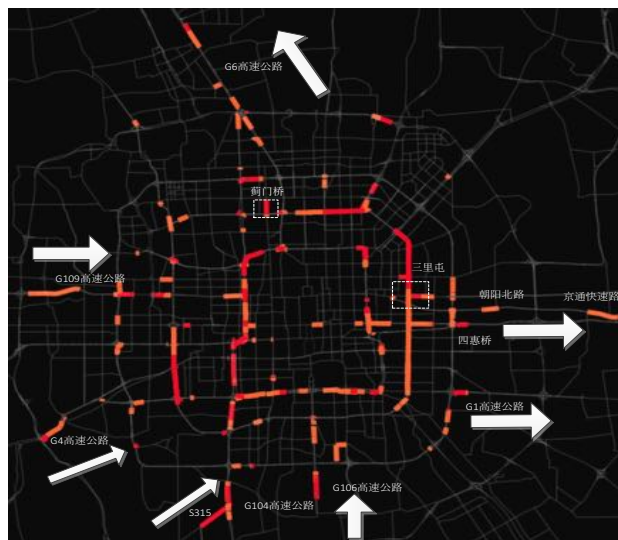 G6高速公路
蓟门桥
三里屯
G109高速公路
朝阳北路
京通快速路
四惠桥
G1高速公路
G4高速公路
G106高速公路
G104高速公路
S315